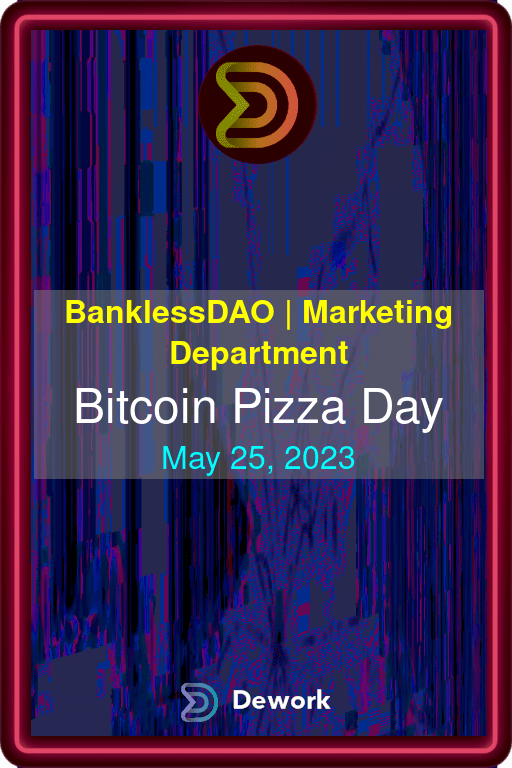 BanklessDAO | Marketing
Department
Bitcoin Pizza Day
May 25, 2023
Dework